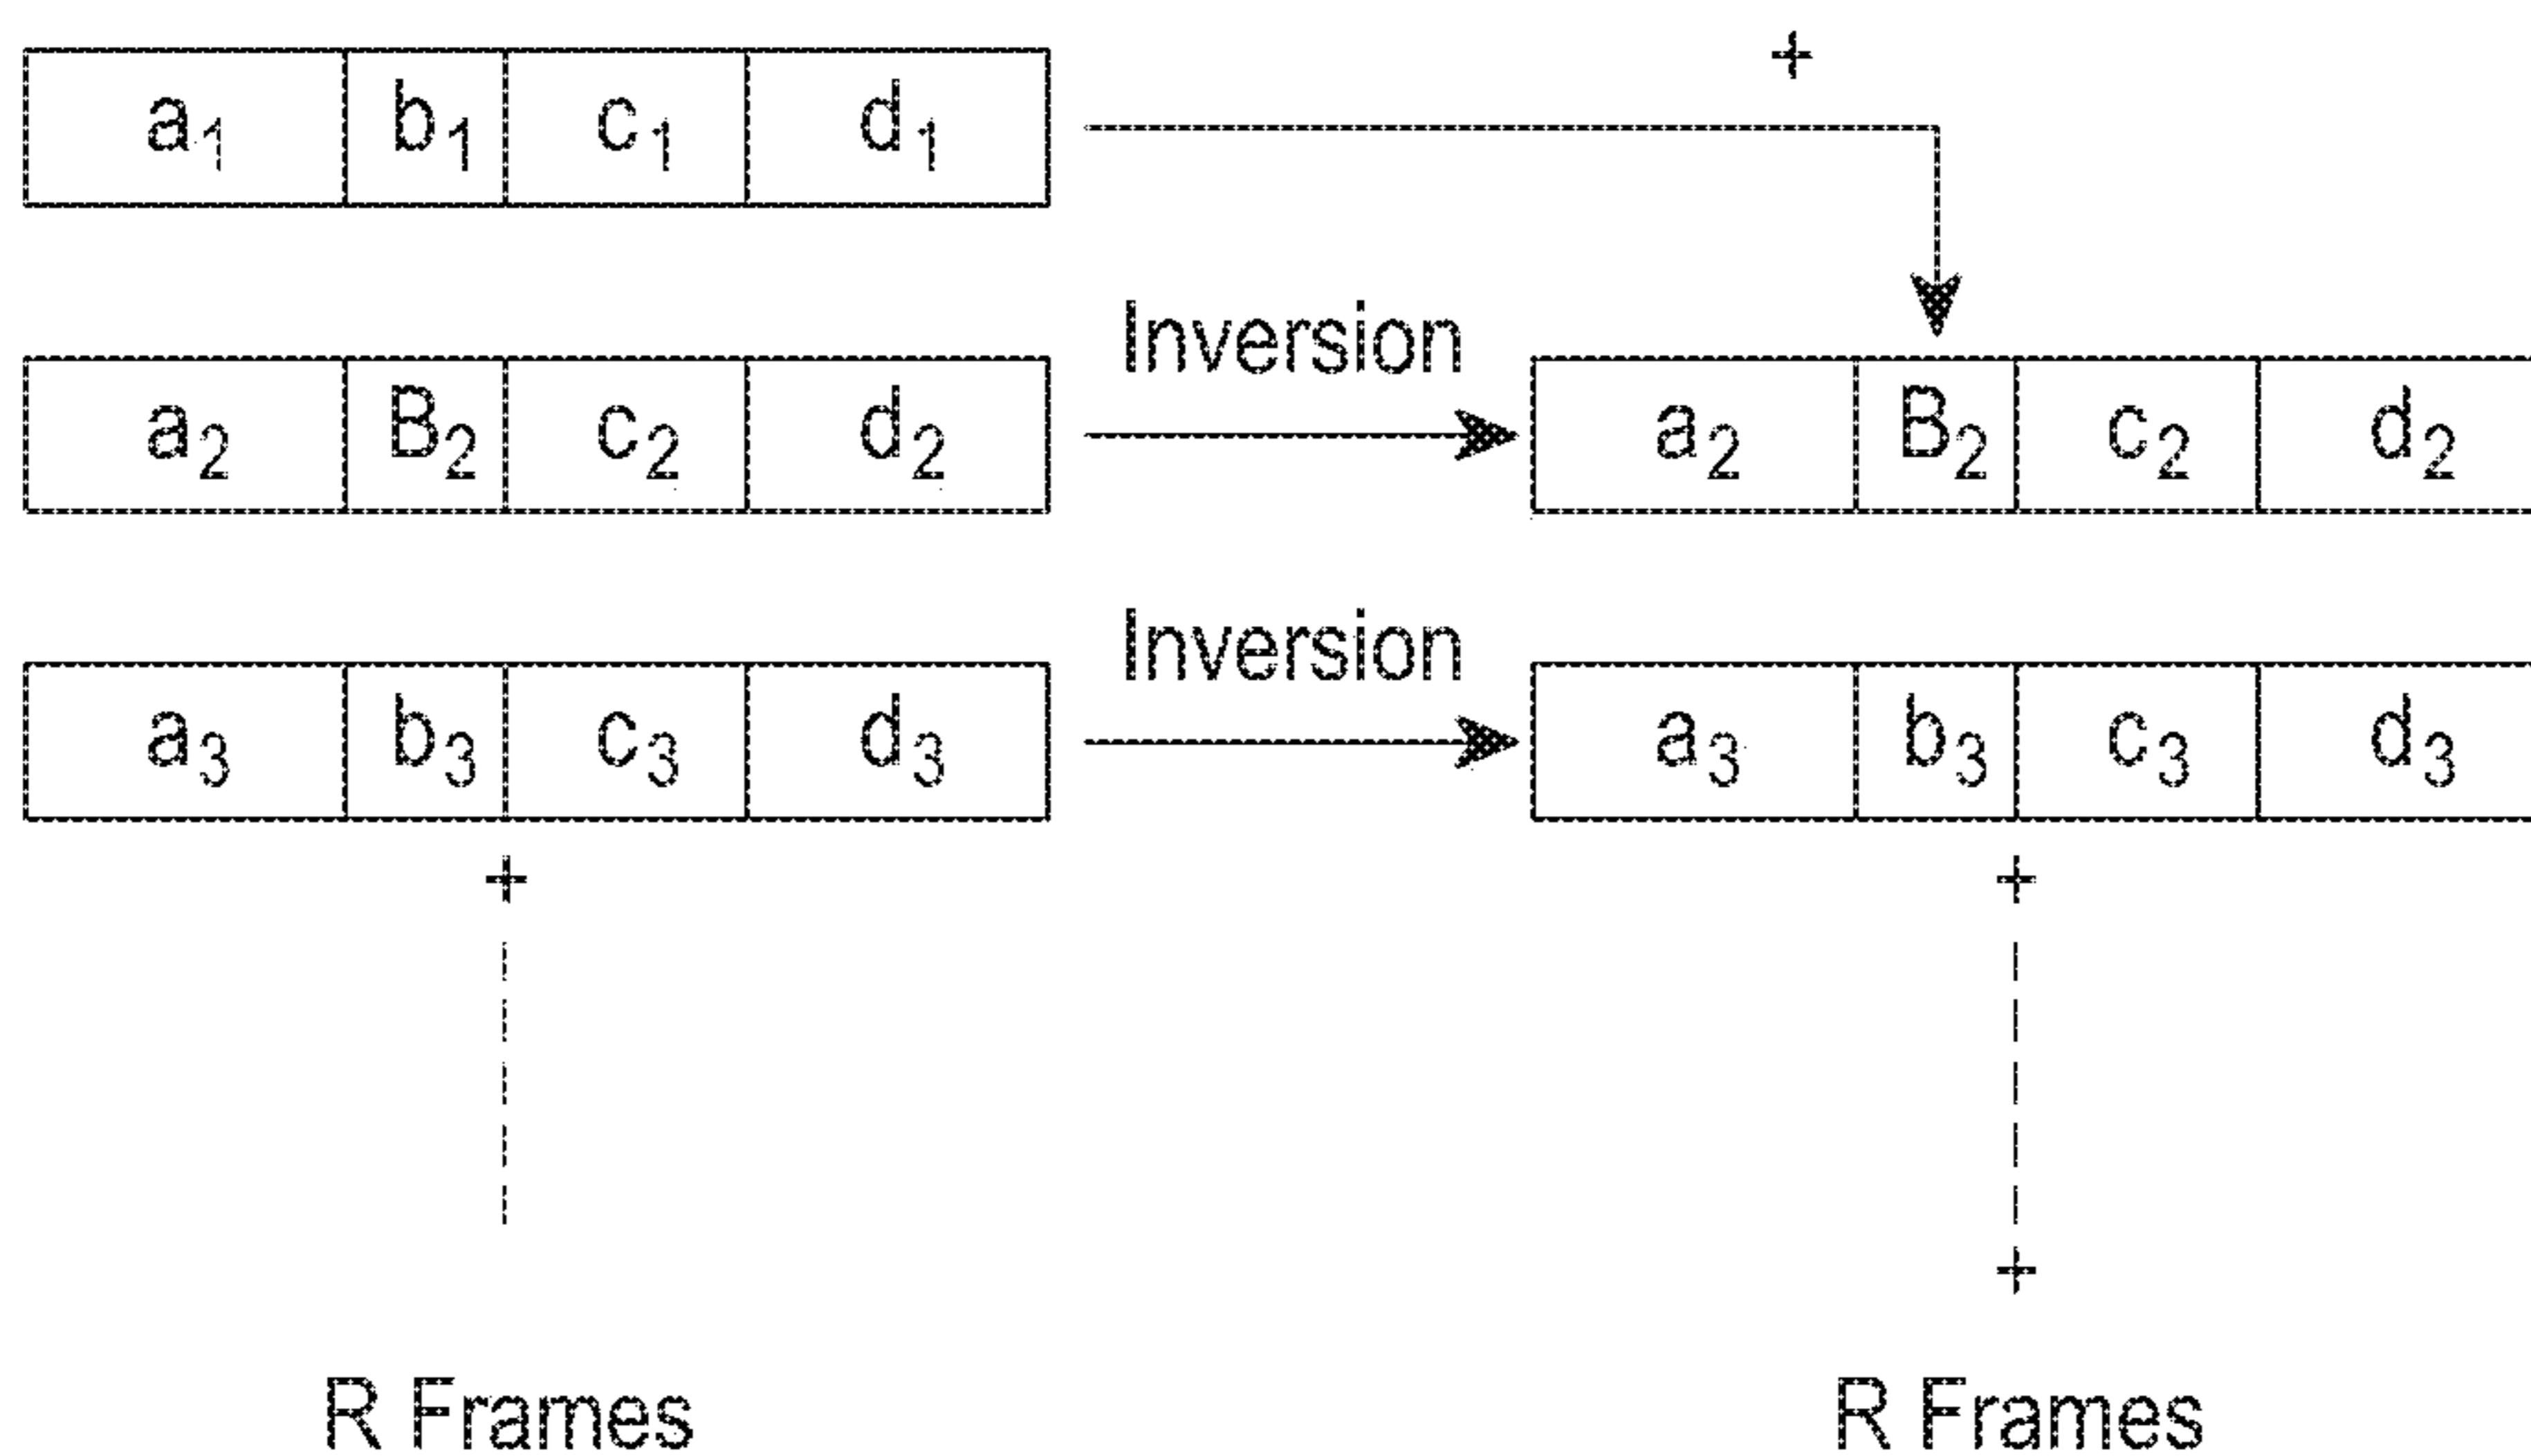 +
a₁ b₁ c₁ d₁
Inversion
a₂ B₂ c₂ d₂ a₂ B₂ c₂ d₂
Inversion
a₃ b₃ c₃ d₃ a₃ b₃ c₃ d₃
+ +
+
R Frames R Frames